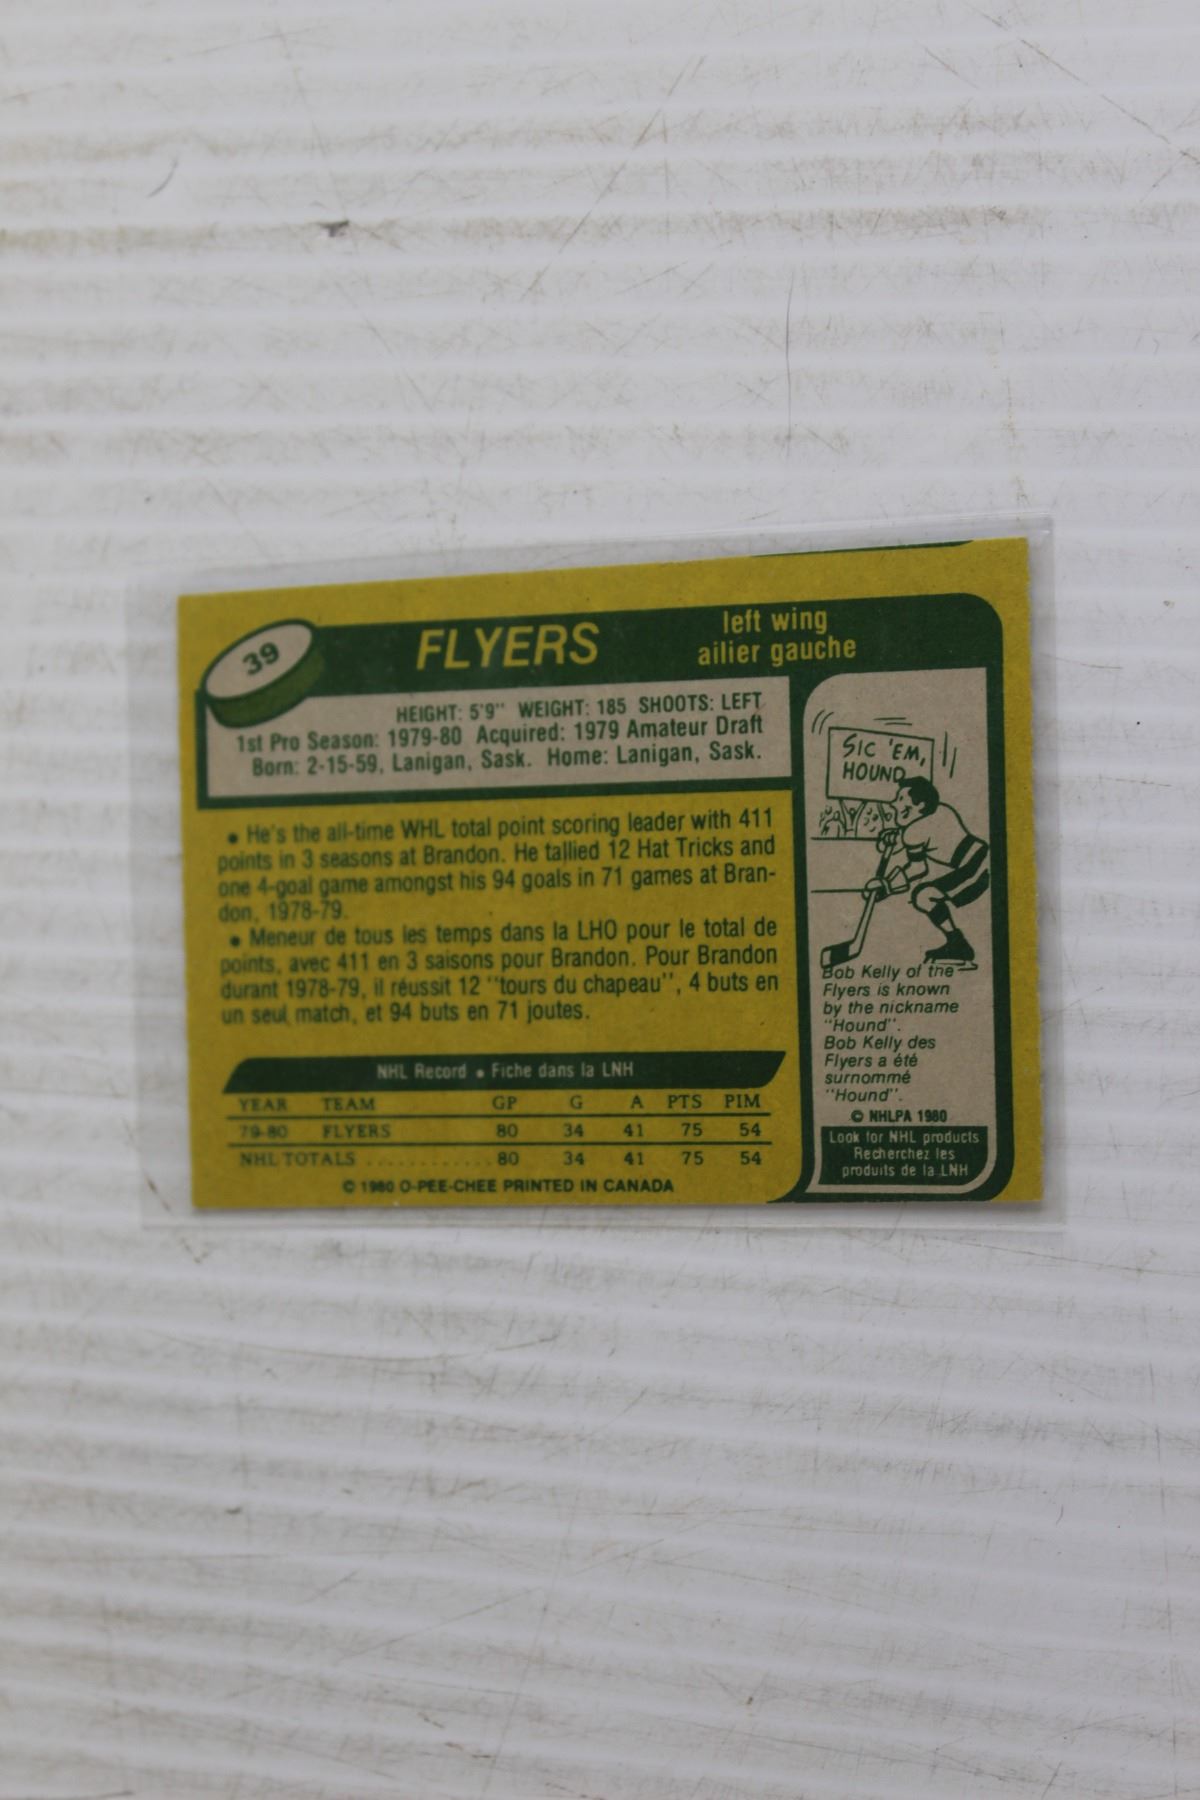 39
FLYERS
left wing
ailier gauche
HEIGHT: 5'9" WEIGHT: 185 SHOOTS: LEFT
1st Pro Season: 1979-80 Acquired: 1979 Amateur Draft
Born: 2-15-59, Lanigan, Sask. Home: Lanigan, Sask.
• He's the all-time WHL total point scoring leader with 411
points in 3 seasons at Brandon. He tallied 12 Hat Tricks and
one 4-goal game amongst his 94 goals in 71 games at Bran-
don, 1978-79.
• Meneur de tous les temps dans la LHO pour le total de
points, avec 411 en 3 saisons pour Brandon. Pour Brandon
durant 1978-79, il réussit 12 "tours du chapeau", 4 buts en
un seul match, et 94 buts en 71 joutes.
NHL Record • Fiche dans la LNH
YEAR TEAM GP G A PTS PIM
79-80 FLYERS 80 34 41 75 54
NHL TOTALS ............ 80 34 41 75 54
© 1980 O-PEE-CHEE PRINTED IN CANADA
SIC 'EM,
HOUND
Bob Kelly of the
Flyers is known
by the nickname
"Hound".
Bob Kelly des
Flyers a été
surnommé
"Hound".
© NHLPA 1980
Look for NHL products
Recherchez les
produits de la LNH